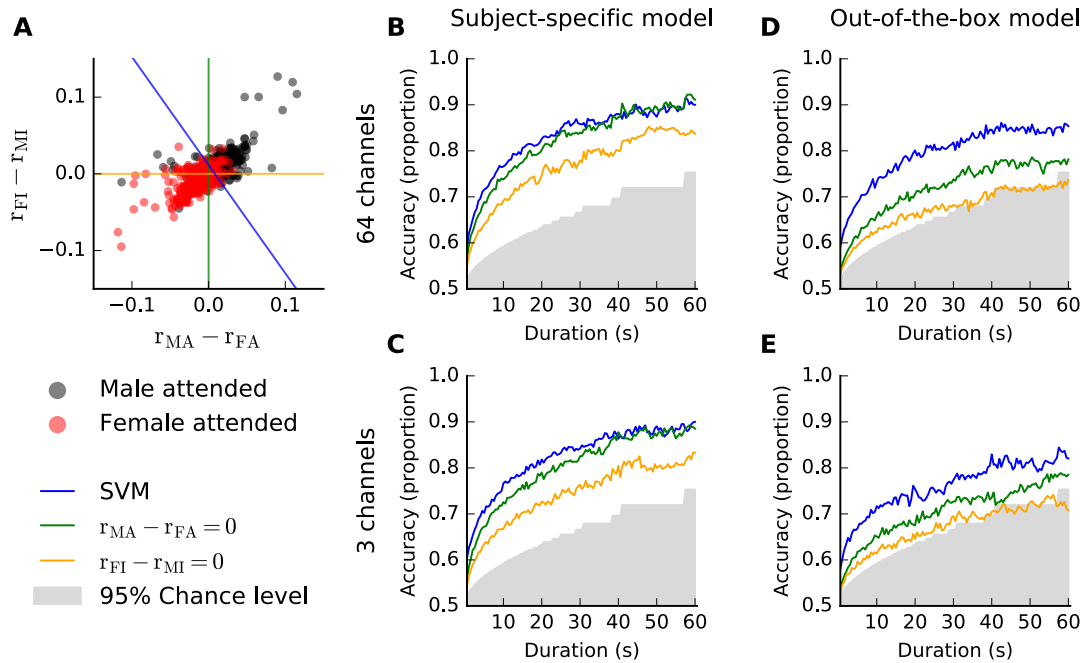 A
r_FI − r_MI
0.1
0.0
−0.1
−0.1
0.0
0.1
r_MA − r_FA
Male attended
Female attended
SVM
r_MA − r_FA = 0
r_FI − r_MI = 0
95% Chance level
Subject-specific model
Out-of-the-box model
64 channels
3 channels
B
Accuracy (proportion)
1.0
0.9
0.8
0.7
0.6
0.5
10 20 30 40 50 60
Duration (s)
D
Accuracy (proportion)
1.0
0.9
0.8
0.7
0.6
0.5
10 20 30 40 50 60
Duration (s)
C
Accuracy (proportion)
1.0
0.9
0.8
0.7
0.6
0.5
10 20 30 40 50 60
Duration (s)
E
Accuracy (proportion)
1.0
0.9
0.8
0.7
0.6
0.5
10 20 30 40 50 60
Duration (s)